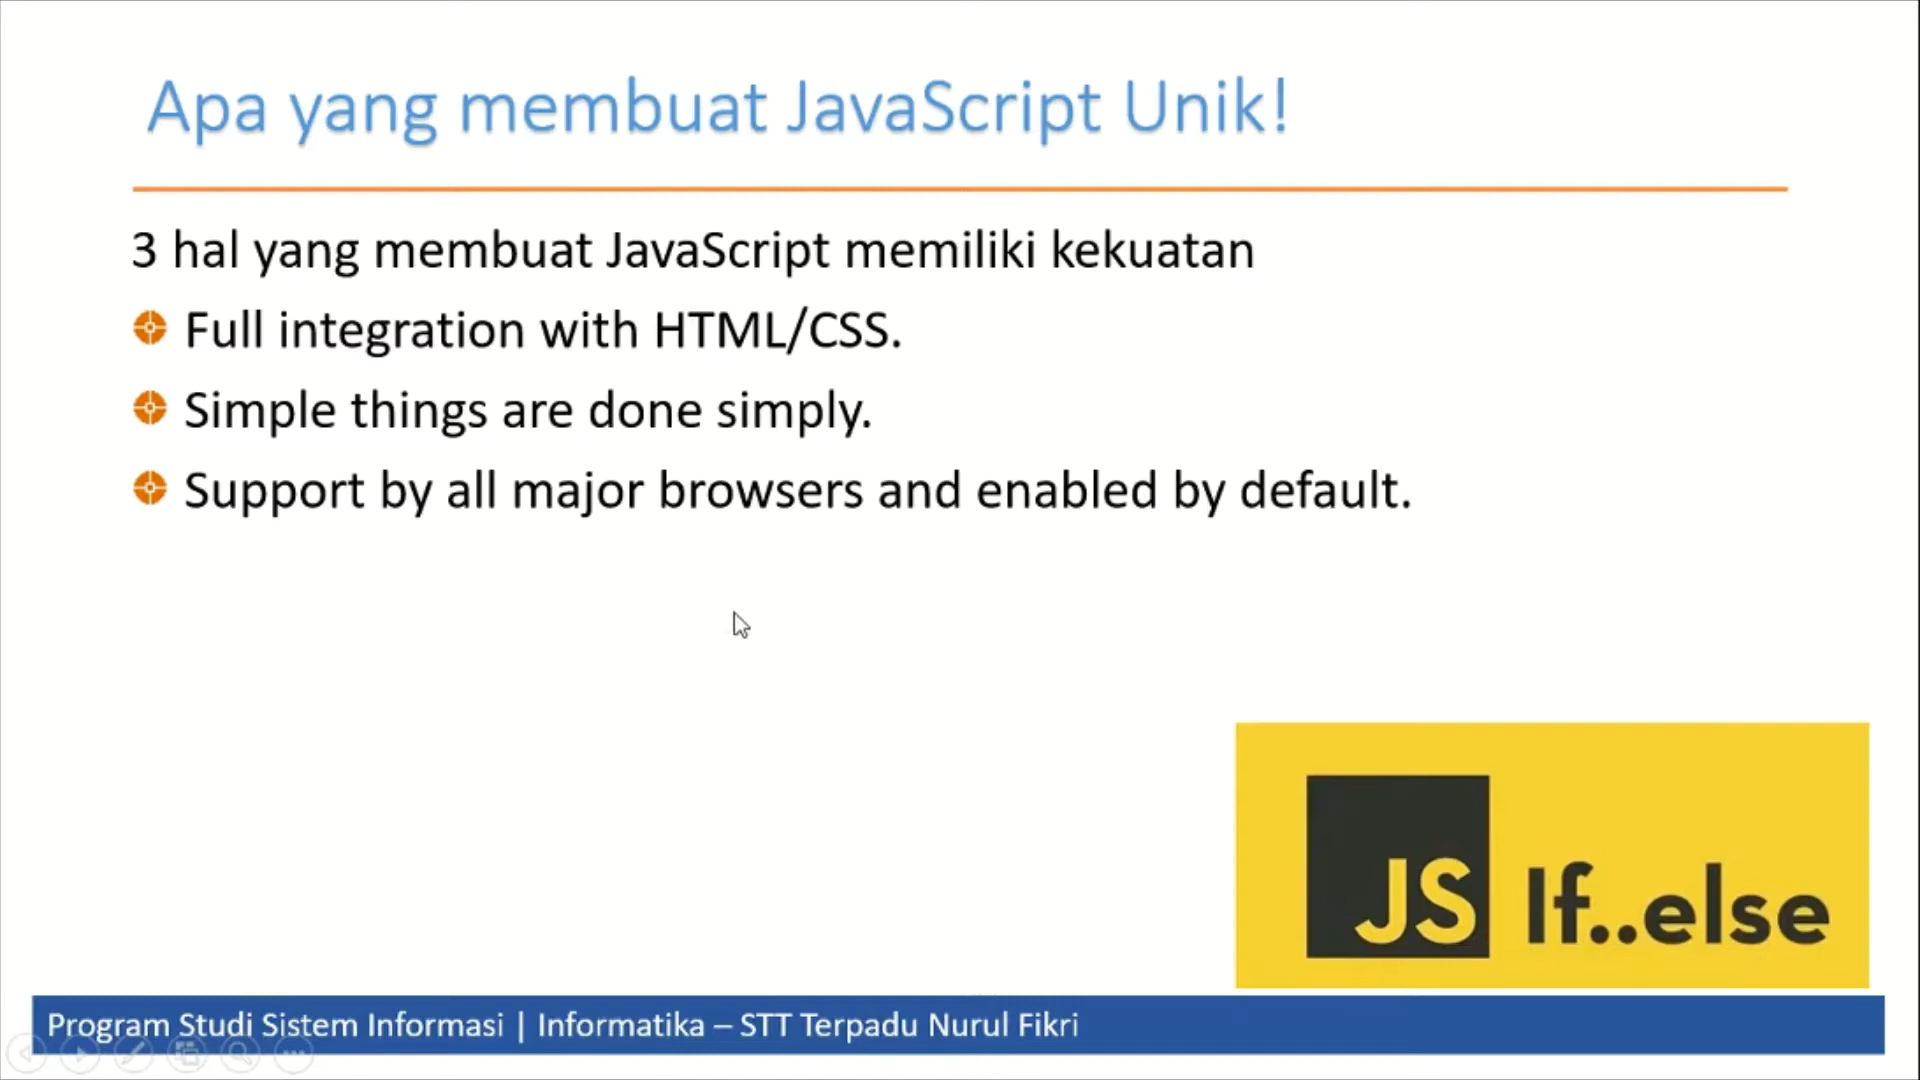 Apa yang membuat JavaScript Unik!
3 hal yang membuat JavaScript memiliki kekuatan
Full integration with HTML/CSS.
Simple things are done simply.
Support by all major browsers and enabled by default.
JS If..else
Program Studi Sistem Informasi | Informatika – STT Terpadu Nurul Fikri